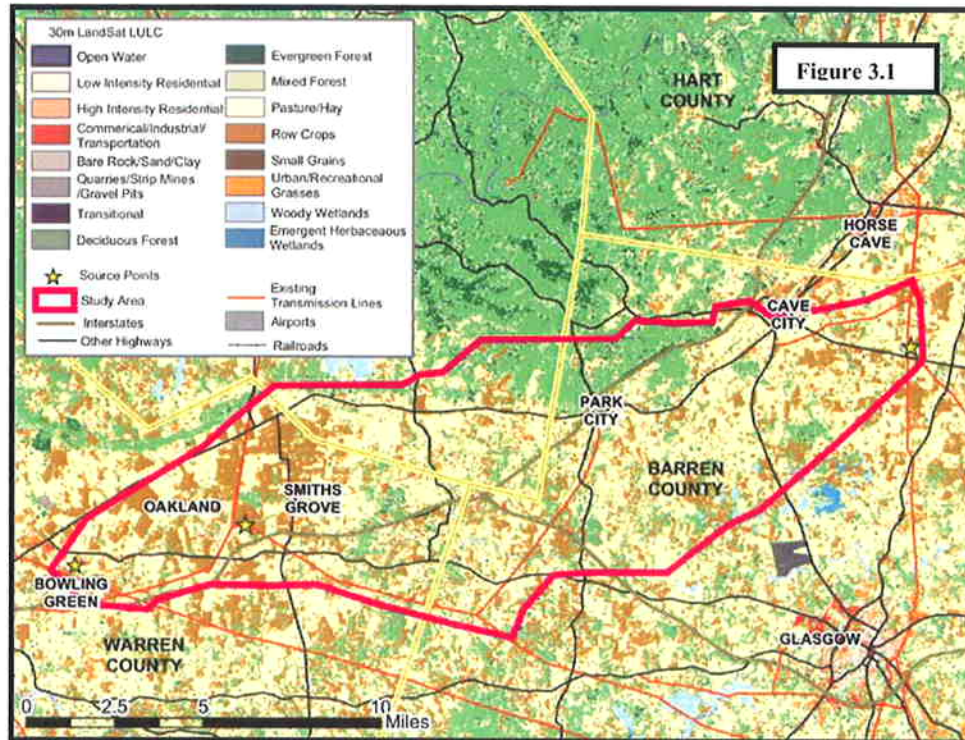 30m LandSat LULC
Open Water
Low Intensity Residential
High Intensity Residential
Commerical/Industrial/
Transportation
Bare Rock/Sand/Clay
Quarries/Strip Mines
/Gravel Pits
Transitional
Deciduous Forest
Evergreen Forest
Mixed Forest
Pasture/Hay
Row Crops
Small Grains
Urban/Recreational
Grasses
Woody Wetlands
Emergent Herbaceaous
Wetlands
Source Points
Study Area
Interstates
Other Highways
Existing
Transmission Lines
Airports
Railroads
Figure 3.1
HART
COUNTY
HORSE
CAVE
CAVE
CITY
PARK
CITY
BARREN
COUNTY
OAKLAND
SMITHS
GROVE
BOWLING
GREEN
WARREN
COUNTY
GLASGOW
0 2.5 5 10
Miles